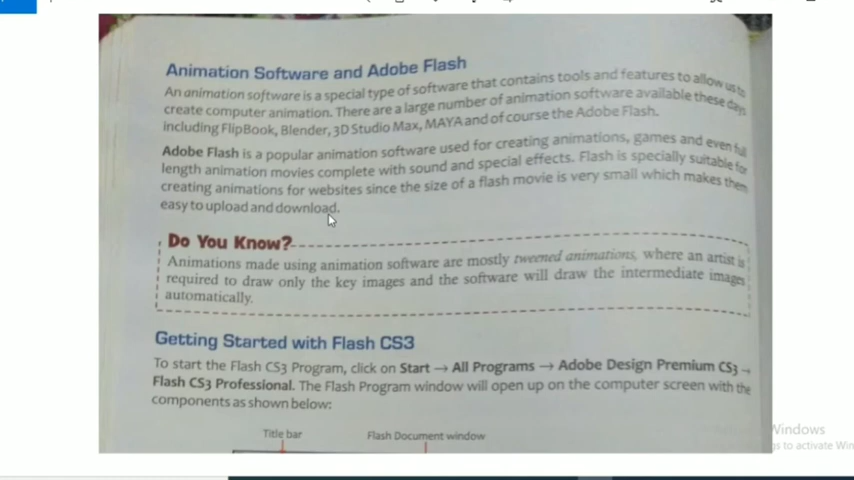 Animation Software and Adobe Flash
An animation software is a special type of software that contains tools and features to allow us to
create computer animation. There are a large number of animation software available these days
including FlipBook, Blender, 3D Studio Max, MAYA and of course the Adobe Flash.
Adobe Flash is a popular animation software used for creating animations, games and even full
length animation movies complete with sound and special effects. Flash is specially suitable for
creating animations for websites since the size of a flash movie is very small which makes them
easy to upload and download.
Do You Know?
Animations made using animation software are mostly tweened animations, where an artist is
required to draw only the key images and the software will draw the intermediate images
automatically.
Getting Started with Flash CS3
To start the Flash CS3 Program, click on Start → All Programs → Adobe Design Premium CS3 →
Flash CS3 Professional. The Flash Program window will open up on the computer screen with the
components as shown below:
Title bar Flash Document window
Windows
to activate Win